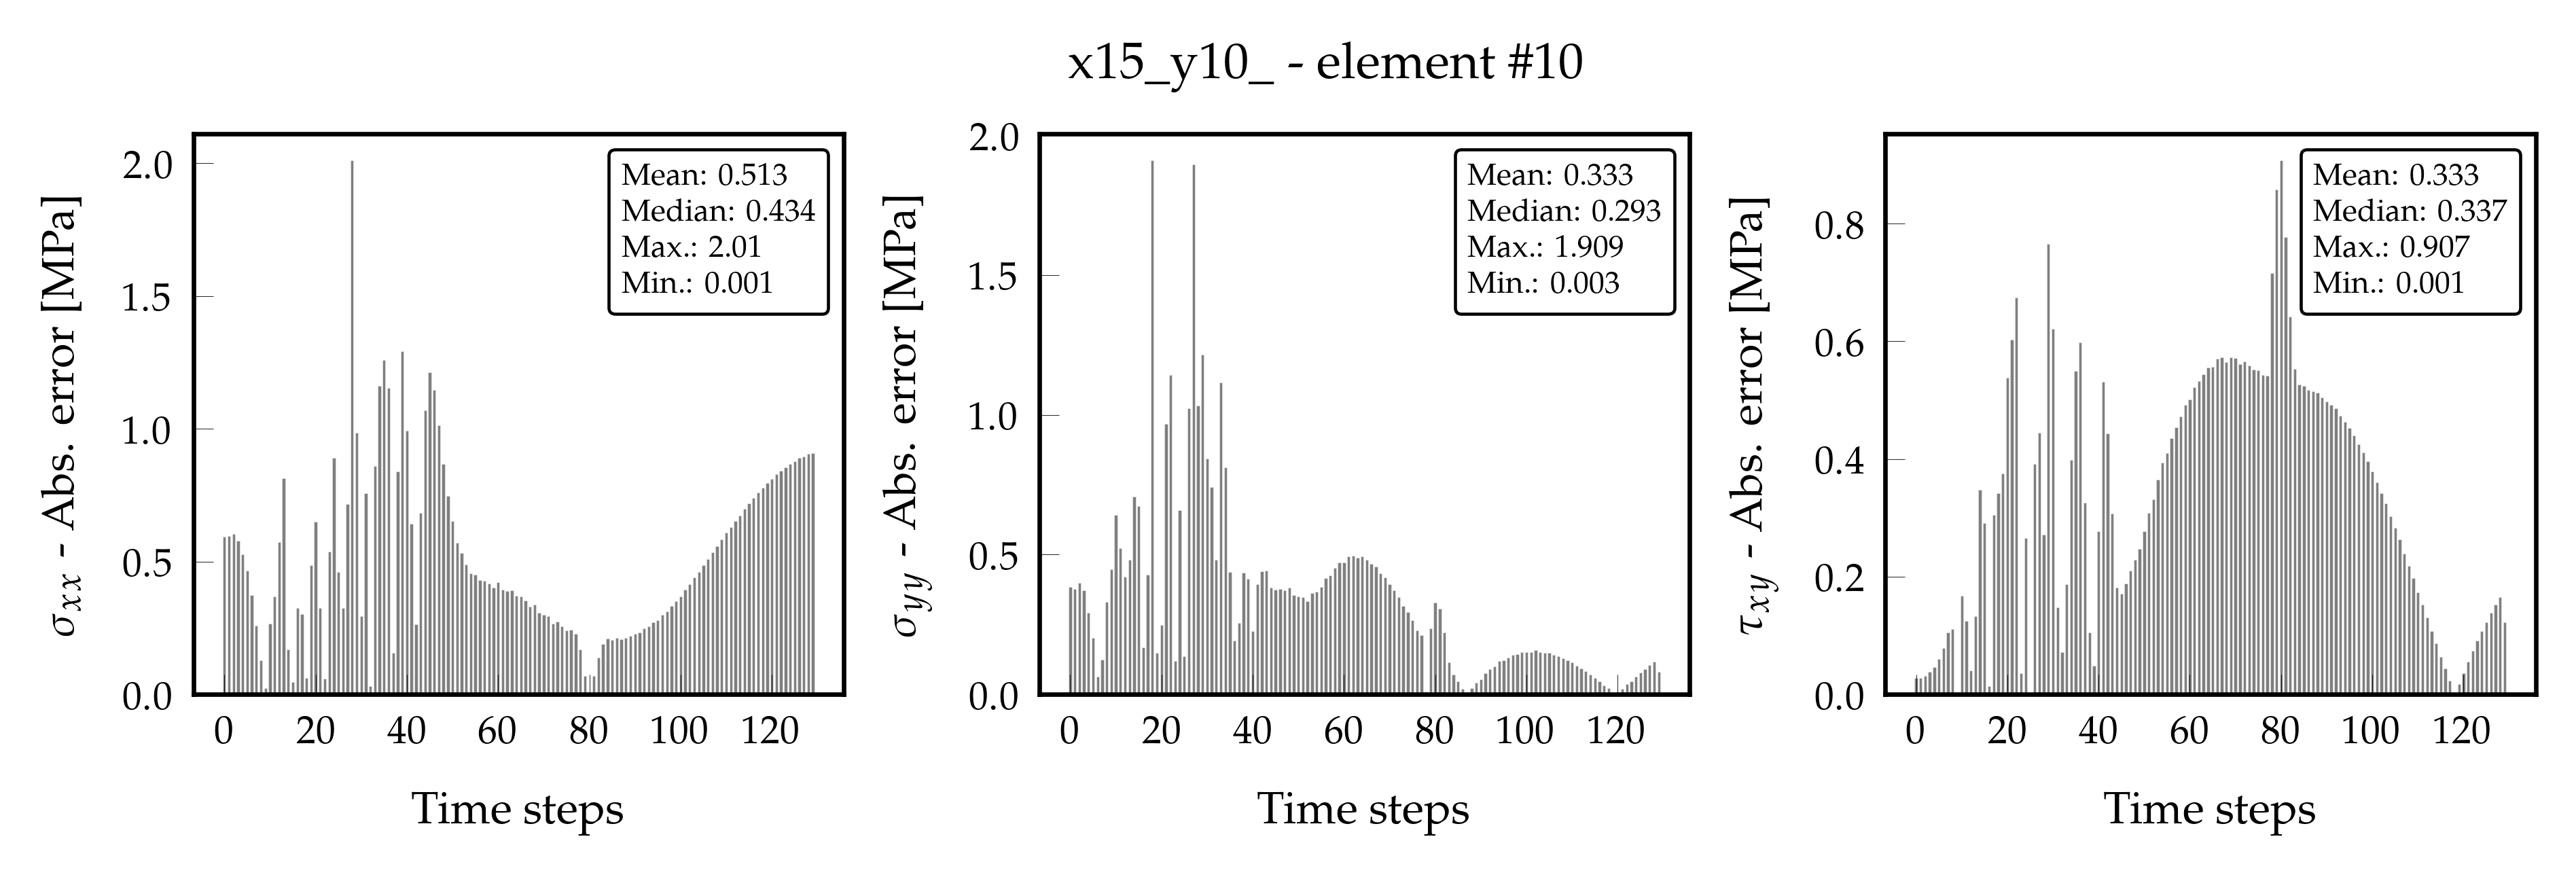 x15_y10_ - element #10
σxx - Abs. error [MPa]
2.0
1.5
1.0
0.5
0.0
0 20 40 60 80 100 120
Time steps
Mean: 0.513
Median: 0.434
Max.: 2.01
Min.: 0.001
σyy - Abs. error [MPa]
2.0
1.5
1.0
0.5
0.0
0 20 40 60 80 100 120
Time steps
Mean: 0.333
Median: 0.293
Max.: 1.909
Min.: 0.003
τxy - Abs. error [MPa]
0.8
0.6
0.4
0.2
0.0
0 20 40 60 80 100 120
Time steps
Mean: 0.333
Median: 0.337
Max.: 0.907
Min.: 0.001